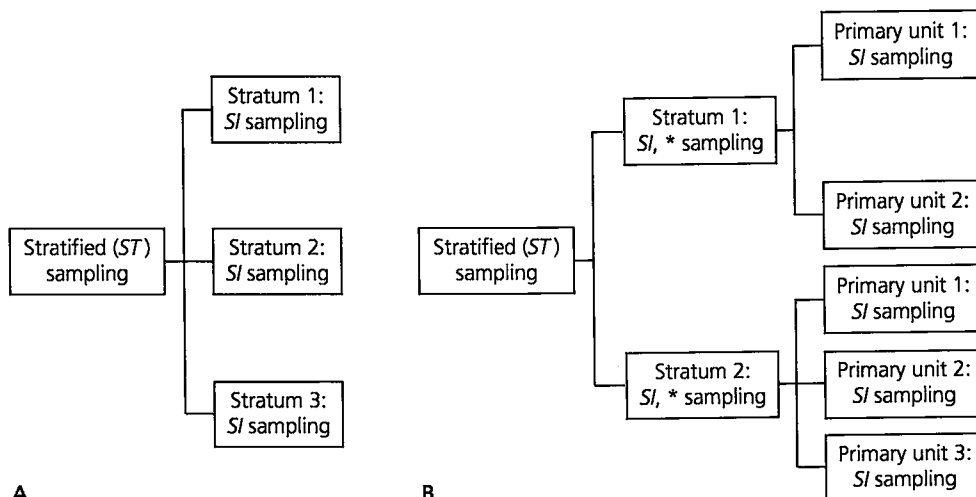 Stratum 1:
SI sampling
Stratified (ST)
sampling
Stratum 2:
SI sampling
Stratum 3:
SI sampling
A
Stratified (ST)
sampling
Stratum 1:
SI, * sampling
Primary unit 1:
SI sampling
Primary unit 2:
SI sampling
Stratum 2:
SI, * sampling
Primary unit 1:
SI sampling
Primary unit 2:
SI sampling
Primary unit 3:
SI sampling
B